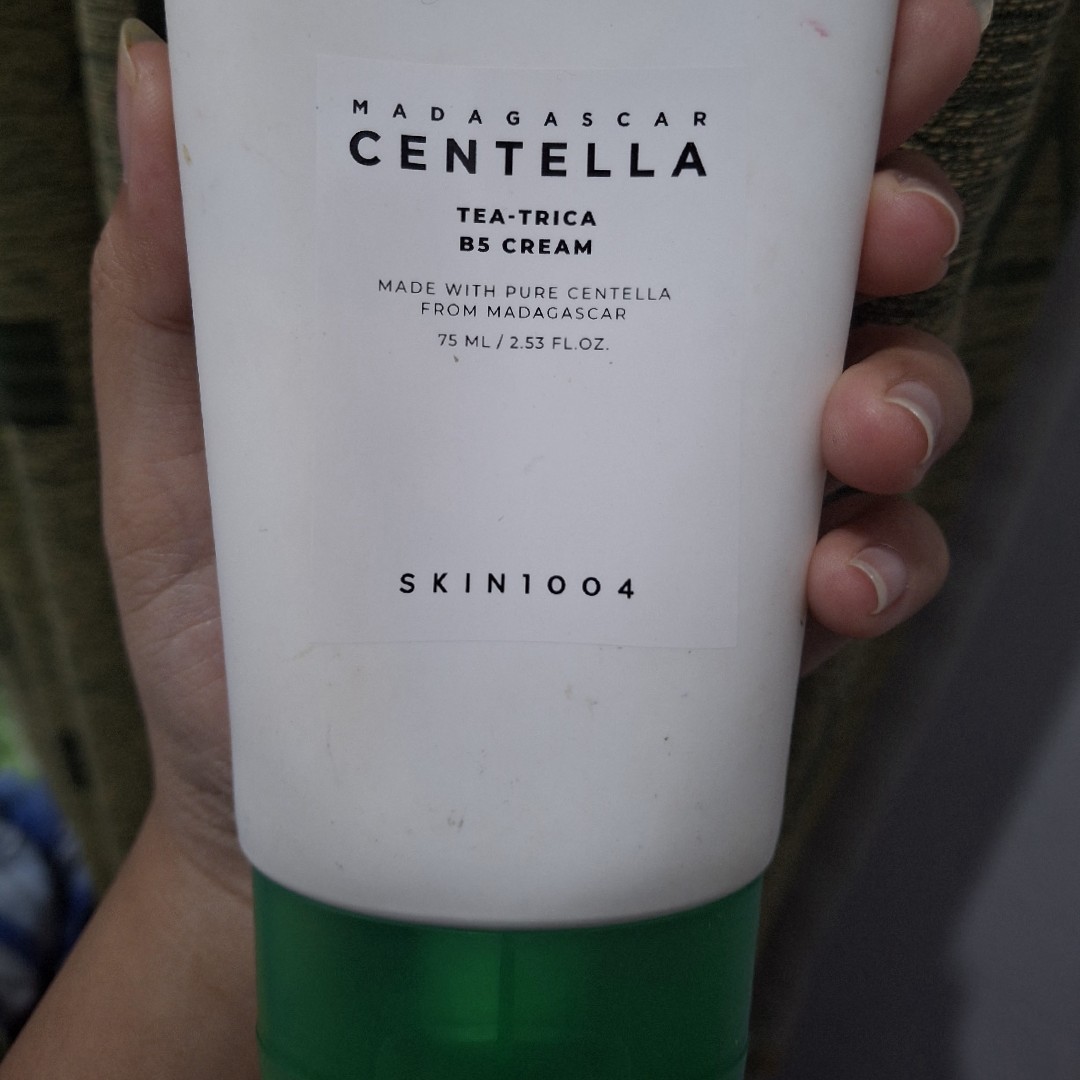 MADAGASCAR
CENTELLA
TEA-TRICA
B5 CREAM
MADE WITH PURE CENTELLA
FROM MADAGASCAR
75 ML / 2.53 FL.OZ.
SKIN1004